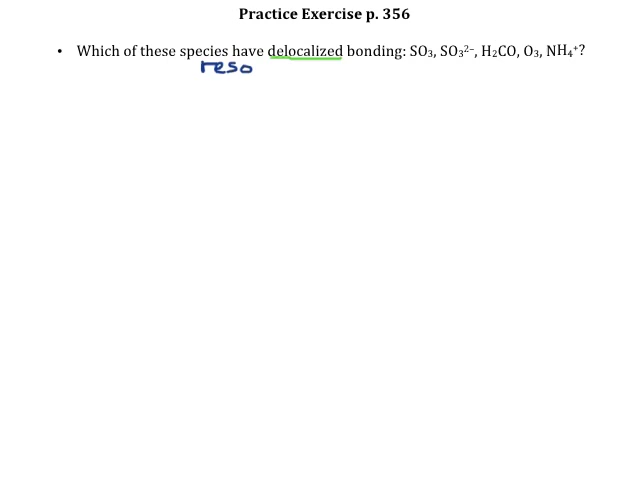 Practice Exercise p. 356
• Which of these species have delocalized bonding: SO₃, SO₃²⁻, H₂CO, O₃, NH₄⁺?
reso